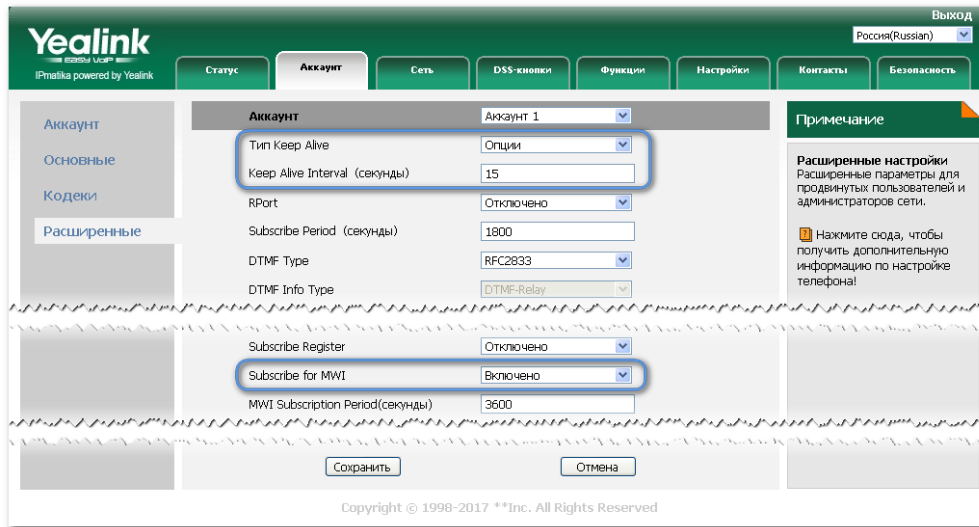 Выход
Россия(Russian)
Yealink
EASY VoIP
IPmatika powered by Yealink
Статус
Аккаунт
Сеть
DSS-кнопки
Функции
Настройки
Контакты
Безопасность
Аккаунт
Основные
Кодеки
Расширенные
Аккаунт Аккаунт 1
Тип Keep Alive Опции
Keep Alive Interval (секунды) 15
RPort Отключено
Subscribe Period (секунды) 1800
DTMF Type RFC2833
DTMF Info Type DTMF-Relay
Subscribe Register Отключено
Subscribe for MWI Включено
MWI Subscription Period(секунды) 3600
Сохранить Отмена
Примечание
Расширенные настройки
Расширенные параметры для
продвинутых пользователей и
администраторов сети.
Нажмите сюда, чтобы
получить дополнительную
информацию по настройке
телефона!
Copyright © 1998-2017 **Inc. All Rights Reserved